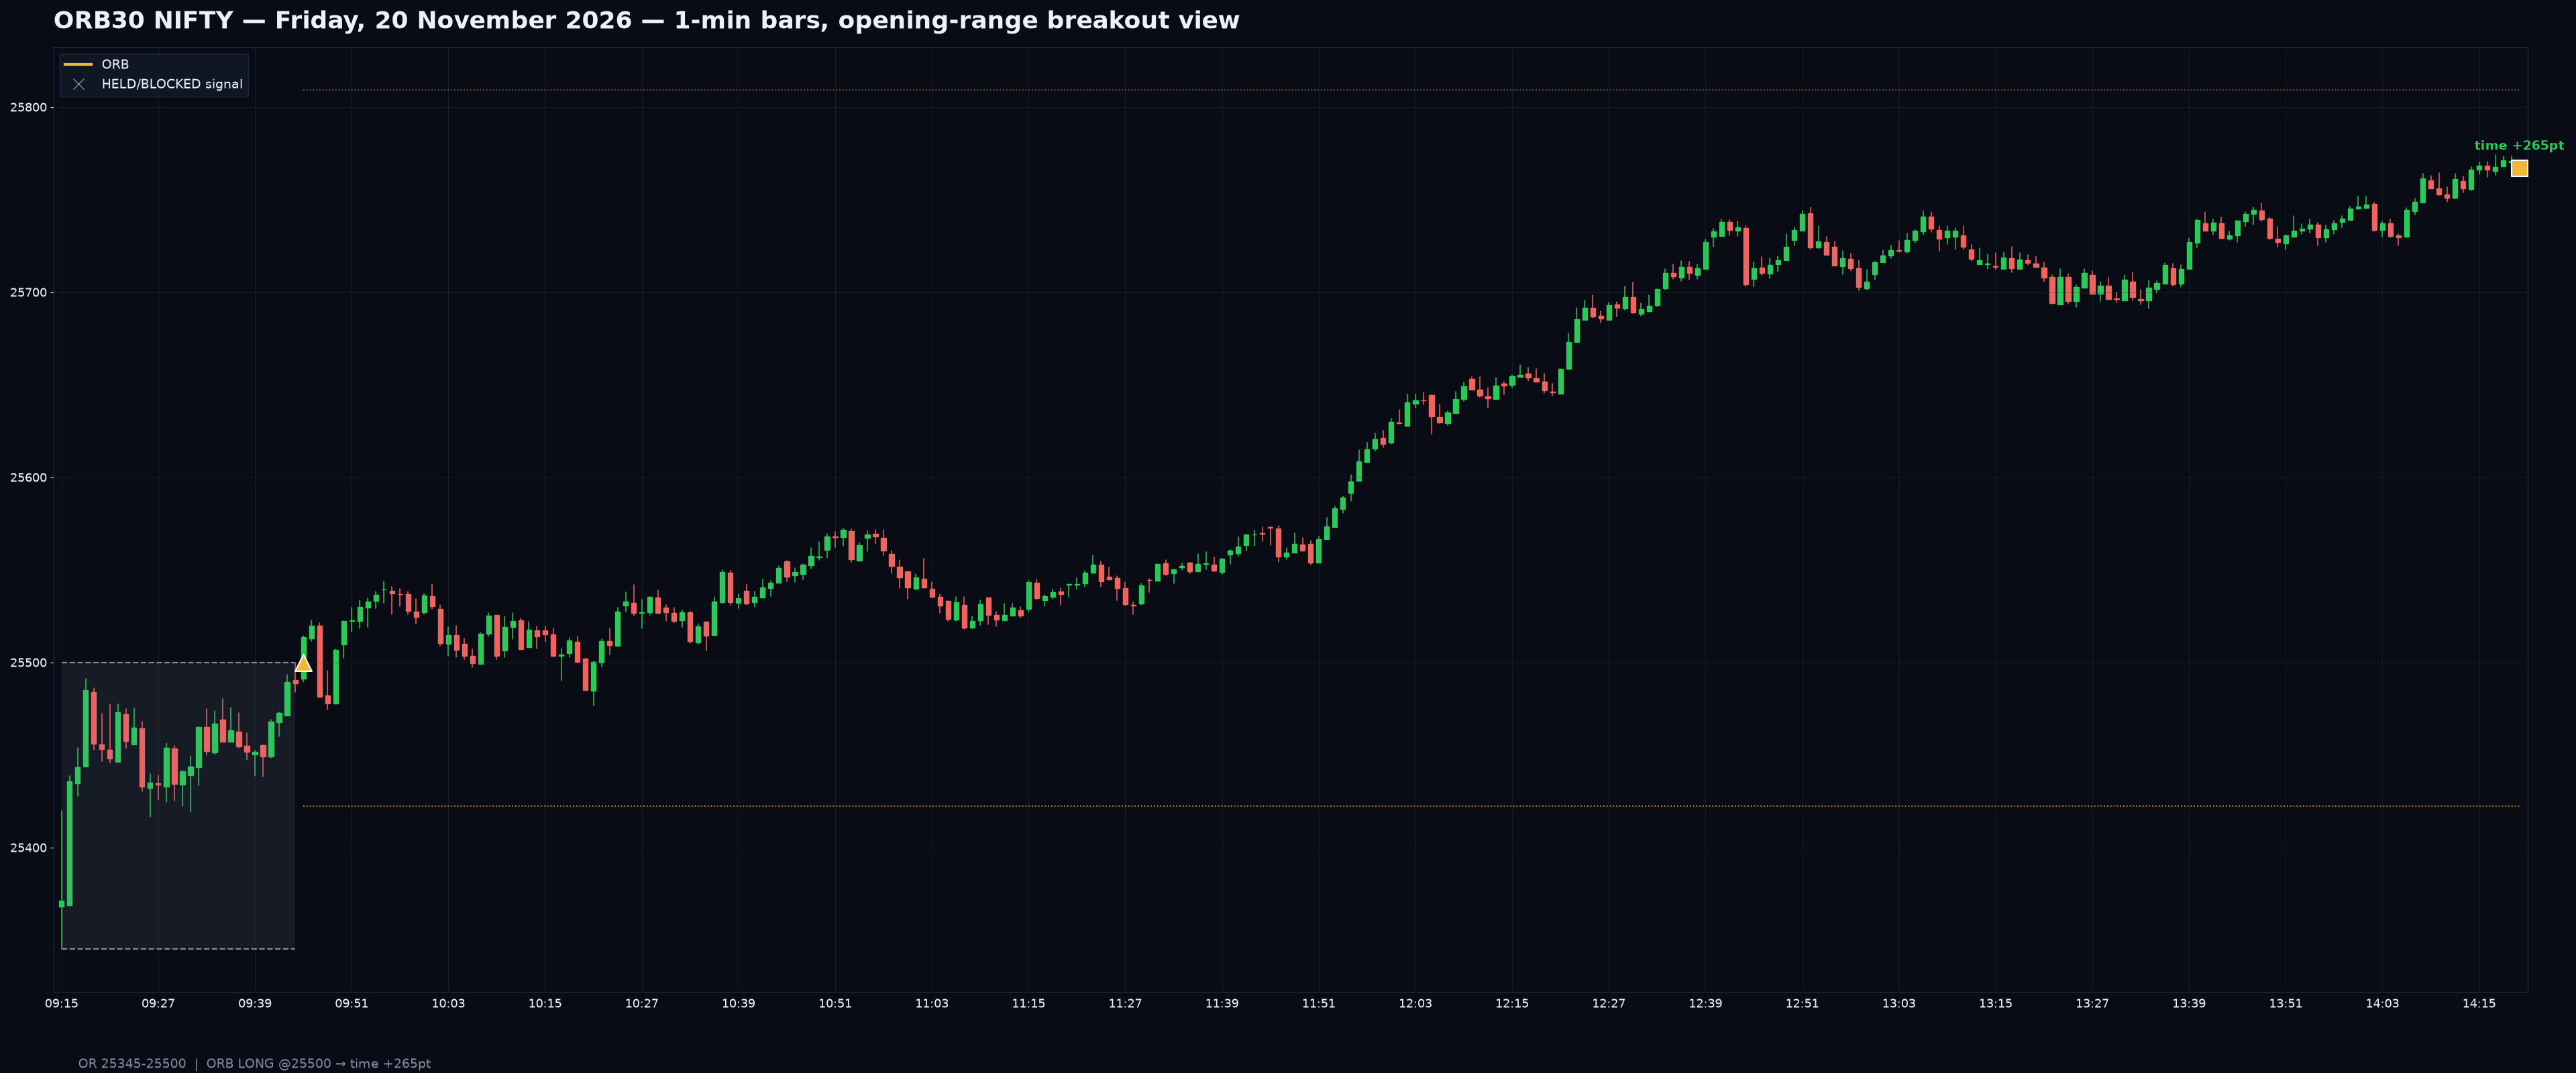 ORB30 NIFTY — Friday, 20 November 2026 — 1-min bars, opening-range breakout view
ORB
HELD/BLOCKED signal
25800
time +265pt
25700
25600
25500
25400
09:15 09:27 09:39 09:51 10:03 10:15 10:27 10:39 10:51 11:03 11:15 11:27 11:39 11:51 12:03 12:15 12:27 12:39 12:51 13:03 13:15 13:27 13:39 13:51 14:03 14:15
OR 25345-25500 | ORB LONG @25500 → time +265pt